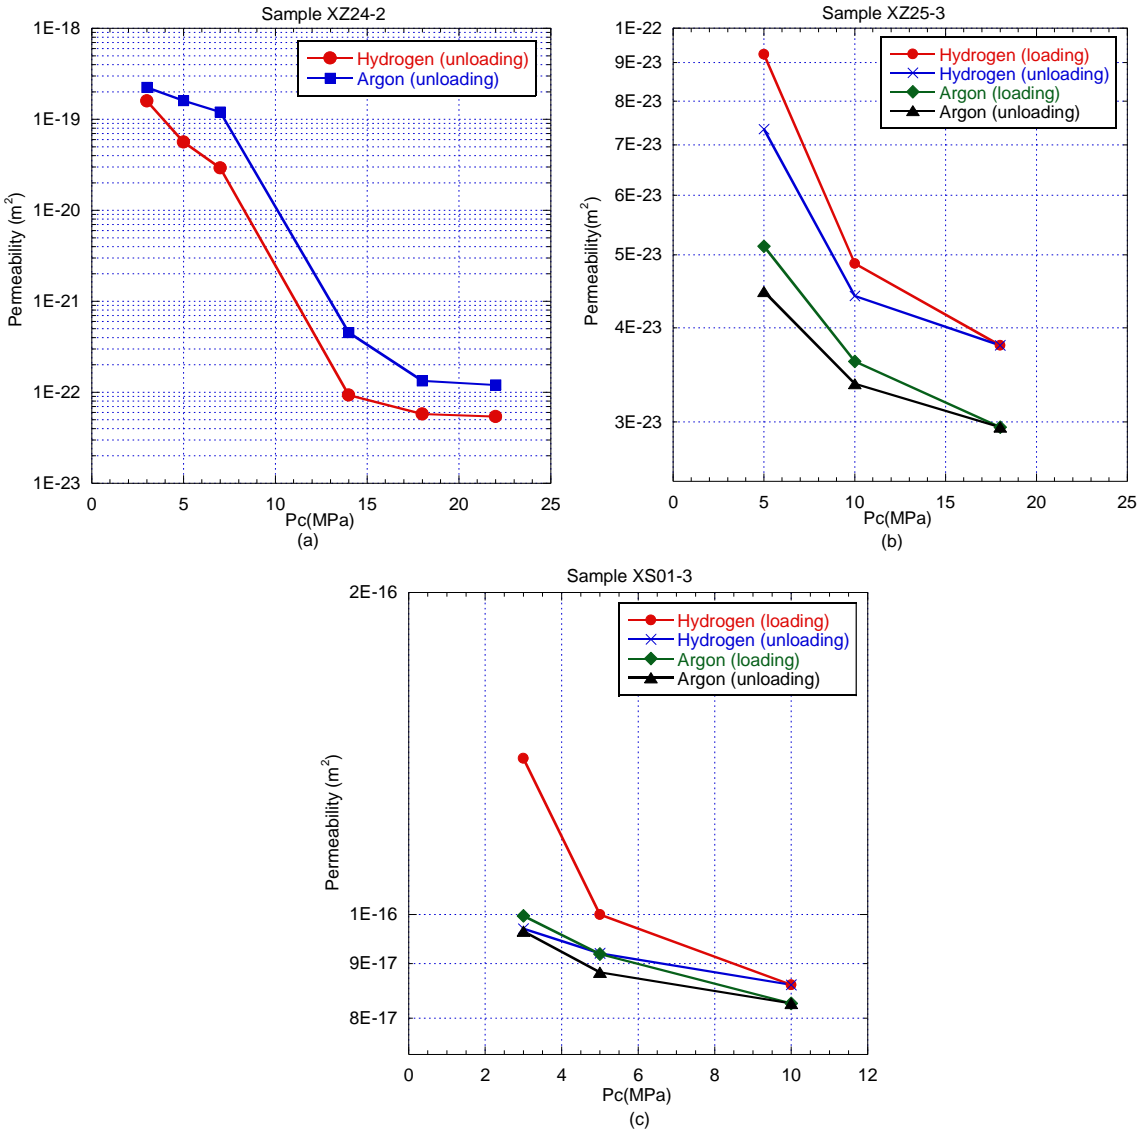 Sample XZ24-2
1E-18
1E-19
1E-20
1E-21
1E-22
1E-23
Permeability (m²)
Hydrogen (unloading)
Argon (unloading)
0 5 10 15 20 25
Pc(MPa)
(a)
Sample XZ25-3
1E-22
9E-23
8E-23
7E-23
6E-23
5E-23
4E-23
3E-23
Permeability(m²)
Hydrogen (loading)
Hydrogen (unloading)
Argon (loading)
Argon (unloading)
0 5 10 15 20 25
Pc(MPa)
(b)
Sample XS01-3
2E-16
1E-16
9E-17
8E-17
Permeability (m²)
Hydrogen (loading)
Hydrogen (unloading)
Argon (loading)
Argon (unloading)
0 2 4 6 8 10 12
Pc(MPa)
(c)